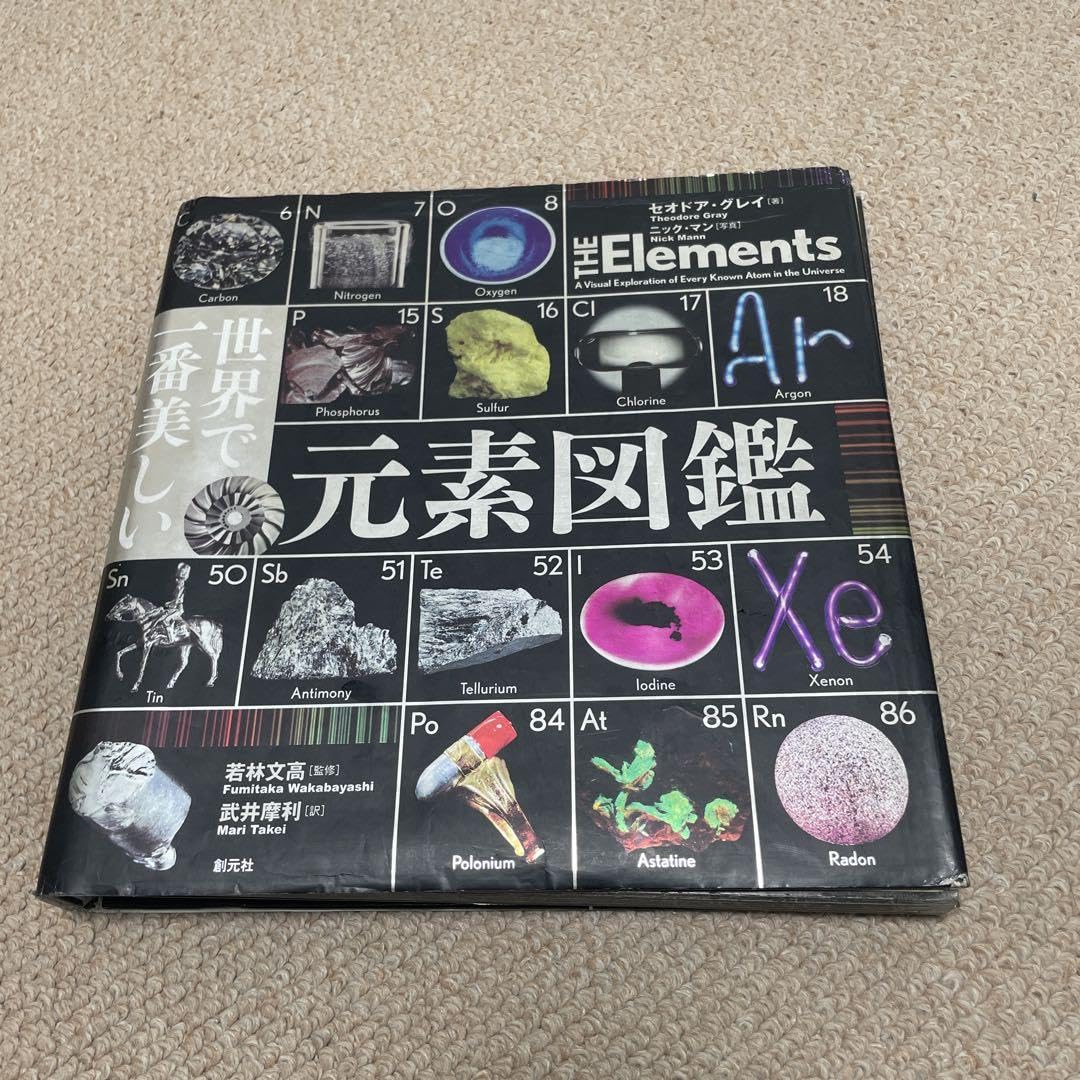 C 6
Carbon
N 7
Nitrogen
O 8
Oxygen
セオドア・グレイ[著]
Theodore Gray
ニック・マン[写真]
Nick Mann
THE Elements
A Visual Exploration of Every Known Atom in the Universe
世界で
一番美しい
元素図鑑
P 15
Phosphorus
S 16
Sulfur
Cl 17
Chlorine
Ar 18
Argon
Sn 50
Tin
Sb 51
Antimony
Te 52
Tellurium
I 53
Iodine
Xe 54
Xenon
若林文高[監修]
Fumitaka Wakabayashi
武井摩利[訳]
Mari Takei
創元社
Po 84
Polonium
At 85
Astatine
Rn 86
Radon